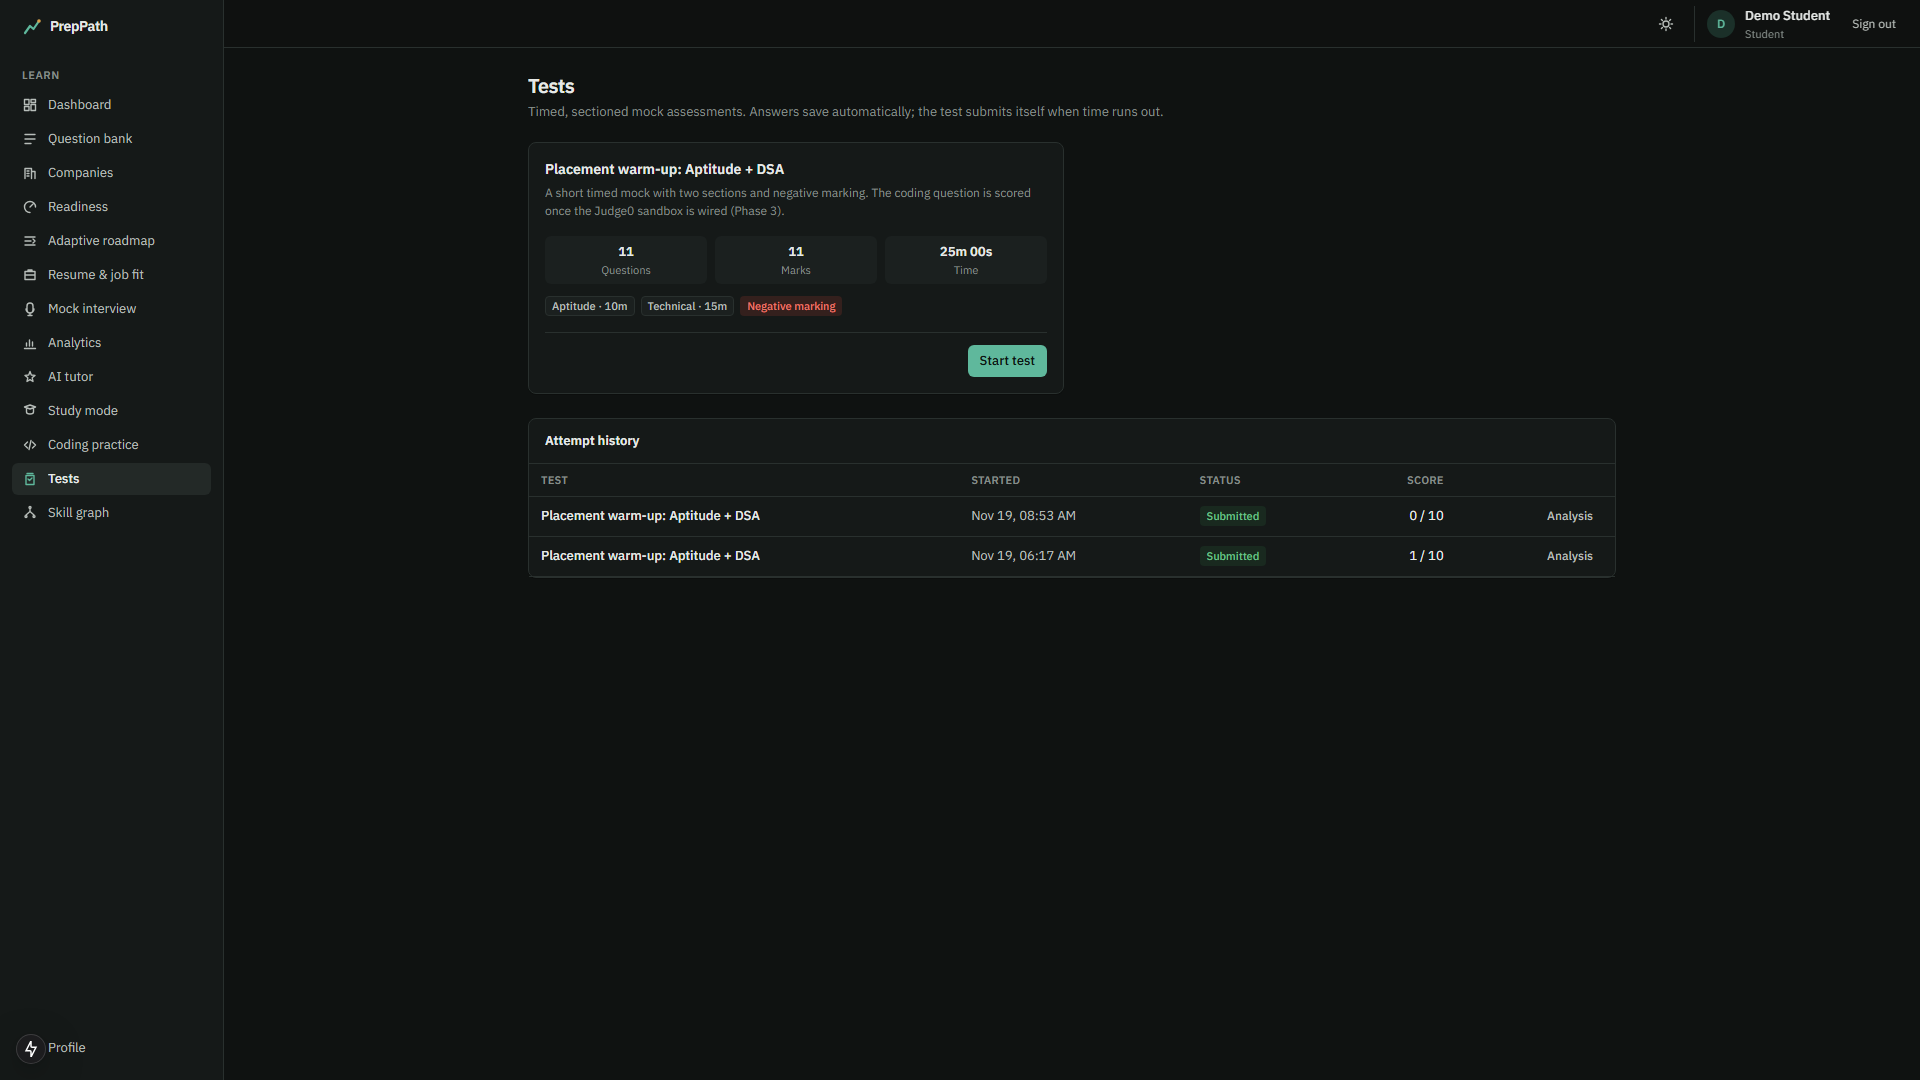 PrepPath
Demo Student
D
Student
Sign out
LEARN
Dashboard
Question bank
Companies
Readiness
Adaptive roadmap
Resume & job fit
Mock interview
Analytics
AI tutor
Study mode
Coding practice
Tests
Skill graph
Profile
Tests
Timed, sectioned mock assessments. Answers save automatically; the test submits itself when time runs out.
Placement warm-up: Aptitude + DSA
A short timed mock with two sections and negative marking. The coding question is scored
once the Judge0 sandbox is wired (Phase 3).
11 11 25m 00s
Questions Marks Time
Aptitude · 10m Technical · 15m Negative marking
Start test
Attempt history
TEST STARTED STATUS SCORE
Placement warm-up: Aptitude + DSA Nov 19, 08:53 AM Submitted 0 / 10 Analysis
Placement warm-up: Aptitude + DSA Nov 19, 06:17 AM Submitted 1 / 10 Analysis